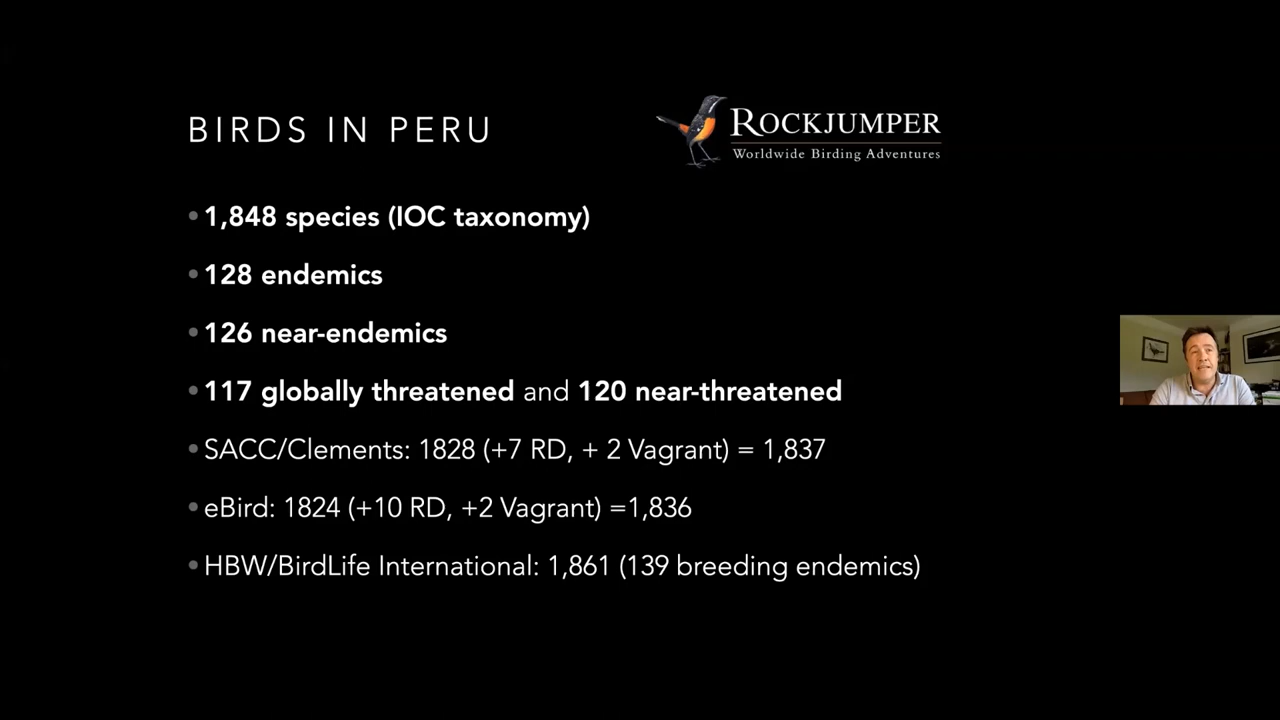 BIRDS IN PERU
ROCKJUMPER
Worldwide Birding Adventures
• 1,848 species (IOC taxonomy)
• 128 endemics
• 126 near-endemics
• 117 globally threatened and 120 near-threatened
• SACC/Clements: 1828 (+7 RD, + 2 Vagrant) = 1,837
• eBird: 1824 (+10 RD, +2 Vagrant) =1,836
• HBW/BirdLife International: 1,861 (139 breeding endemics)